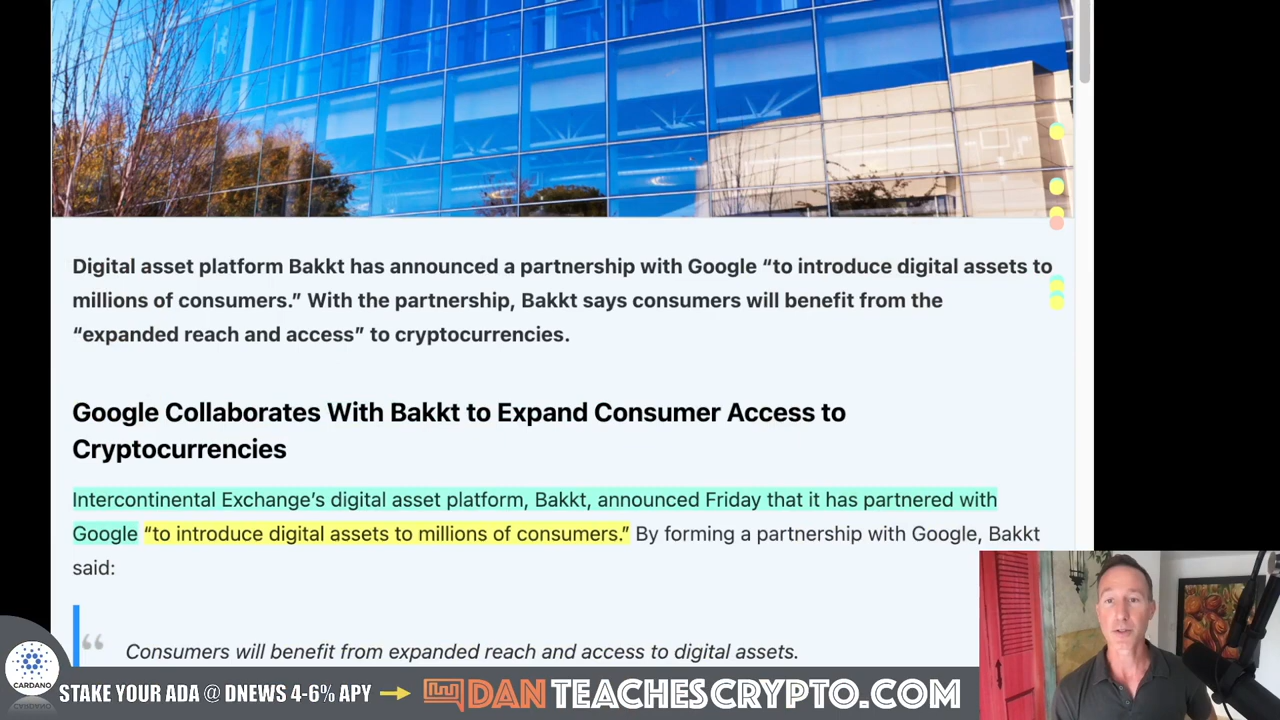 Digital asset platform Bakkt has announced a partnership with Google “to introduce digital assets to
millions of consumers.” With the partnership, Bakkt says consumers will benefit from the
“expanded reach and access” to cryptocurrencies.
Google Collaborates With Bakkt to Expand Consumer Access to
Cryptocurrencies
Intercontinental Exchange’s digital asset platform, Bakkt, announced Friday that it has partnered with
Google “to introduce digital assets to millions of consumers.” By forming a partnership with Google, Bakkt
said:
“ Consumers will benefit from expanded reach and access to digital assets.
CARDANO
STAKE YOUR ADA @ DNEWS 4-6% APY
DANTEACHESCRYPTO.COM